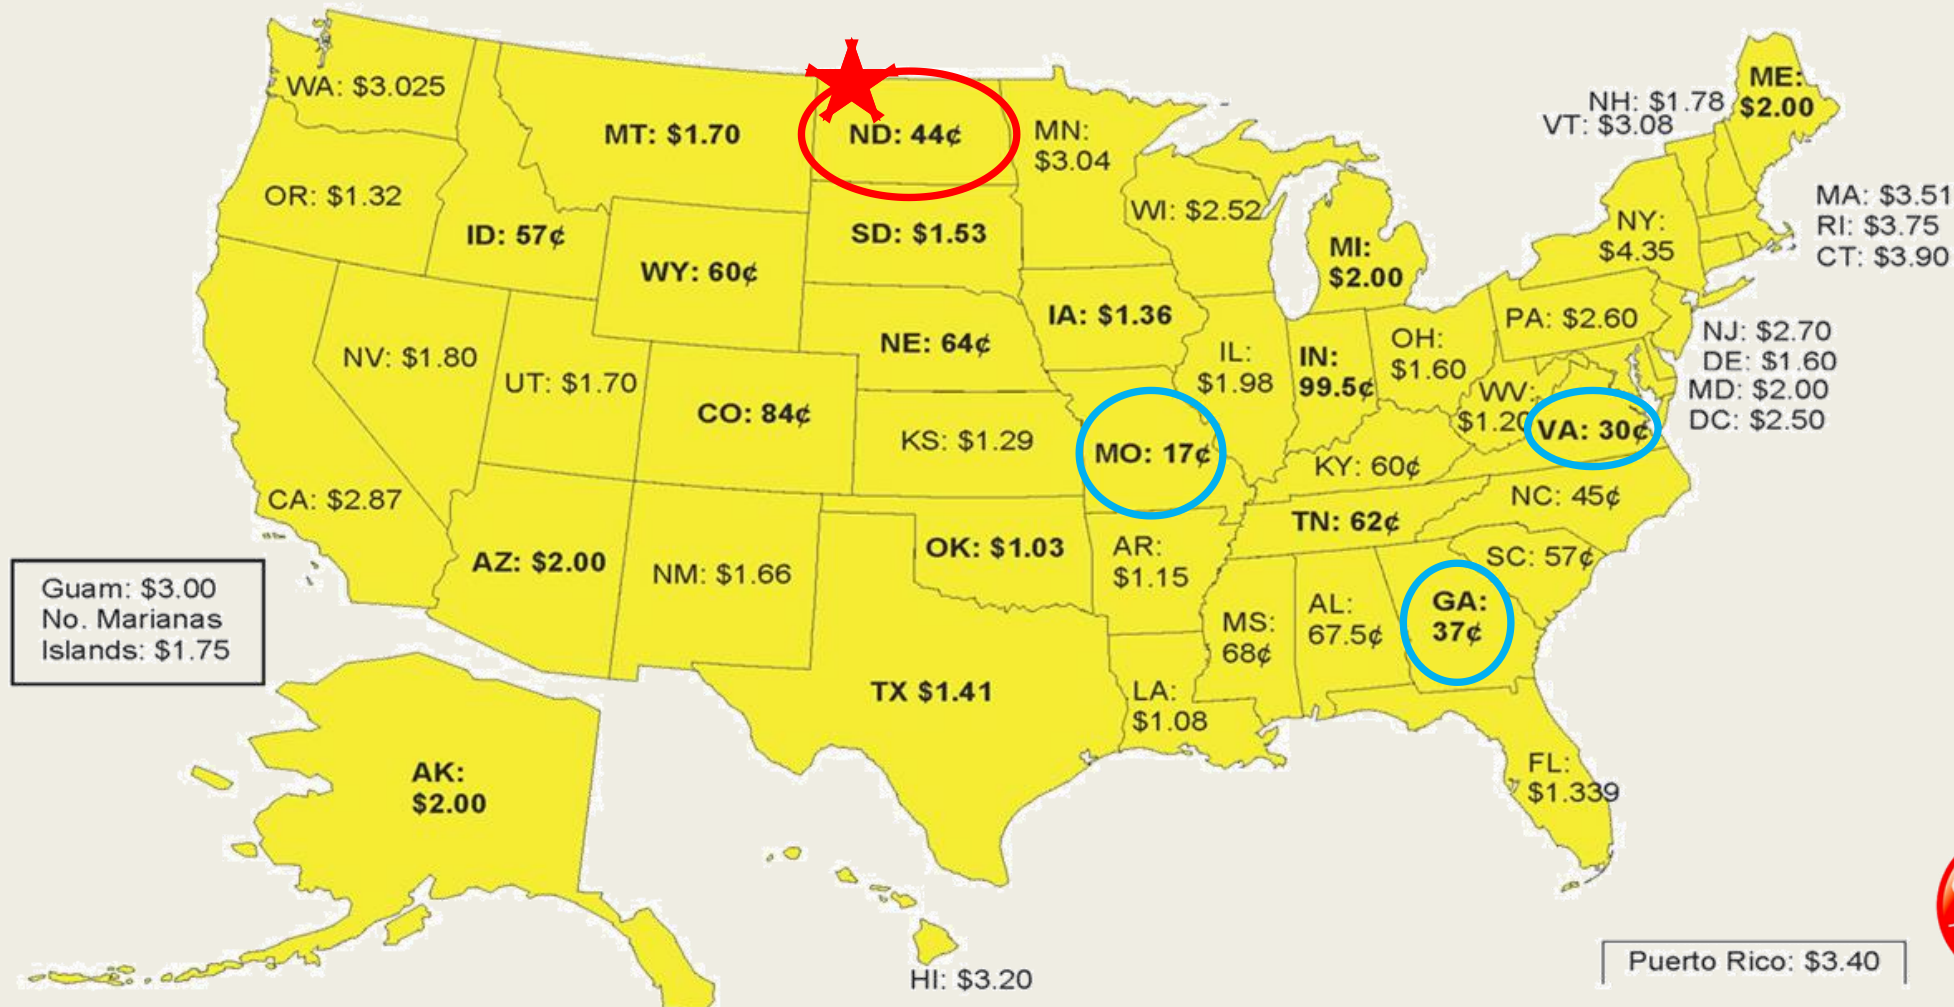 WA: $3.025
MT: $1.70
ND: 44¢
MN:
$3.04
ME:
$2.00
NH: $1.78
VT: $3.08
OR: $1.32
ID: 57¢
WY: 60¢
SD: $1.53
WI: $2.52
MI:
$2.00
NY:
$4.35
MA: $3.51
RI: $3.75
CT: $3.90
NV: $1.80
UT: $1.70
CO: 84¢
NE: 64¢
IA: $1.36
IL:
$1.98
IN:
99.5¢
OH:
$1.60
PA: $2.60
NJ: $2.70
DE: $1.60
MD: $2.00
DC: $2.50
WV:
$1.20
VA: 30¢
KS: $1.29
MO: 17¢
KY: 60¢
CA: $2.87
AZ: $2.00
NM: $1.66
OK: $1.03
AR:
$1.15
TN: 62¢
NC: 45¢
SC: 57¢
Guam: $3.00
No. Marianas
Islands: $1.75
TX $1.41
LA:
$1.08
MS:
68¢
AL:
67.5¢
GA:
37¢
FL:
$1.339
AK:
$2.00
HI: $3.20
Puerto Rico: $3.40